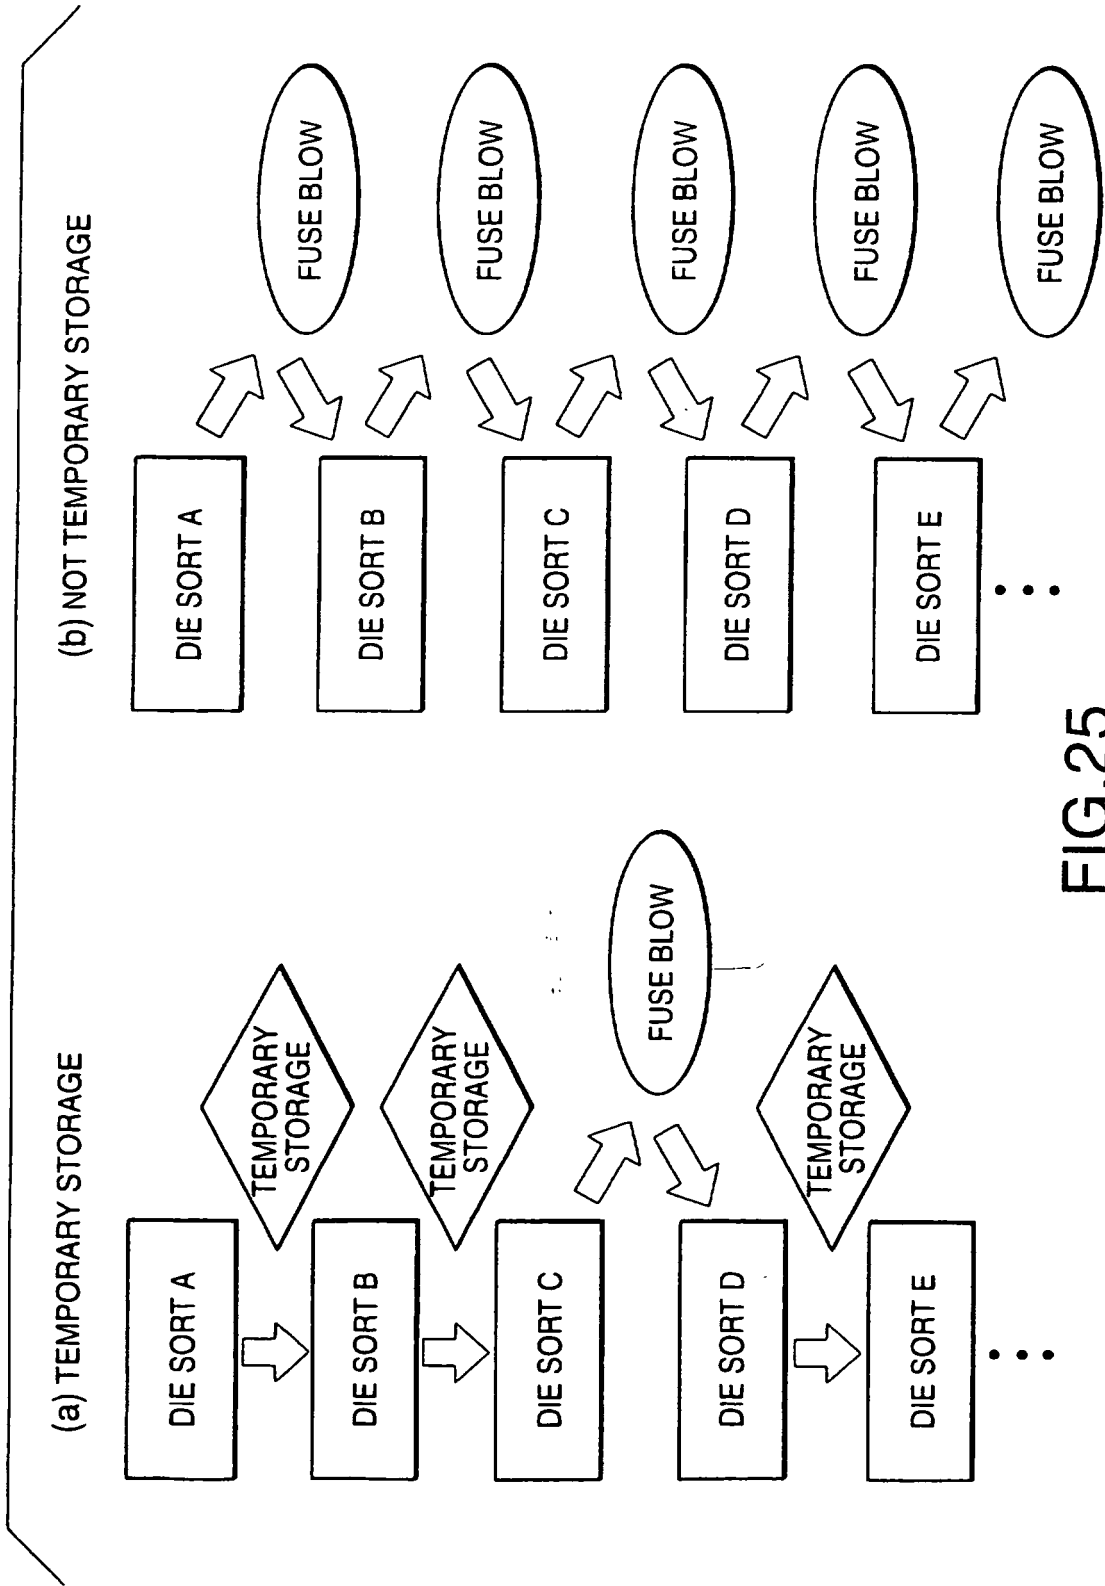 (a) TEMPORARY STORAGE
DIE SORT A
TEMPORARY
STORAGE
DIE SORT B
TEMPORARY
STORAGE
DIE SORT C
FUSE BLOW
DIE SORT D
TEMPORARY
STORAGE
DIE SORT E
(b) NOT TEMPORARY STORAGE
DIE SORT A
FUSE BLOW
DIE SORT B
FUSE BLOW
DIE SORT C
FUSE BLOW
DIE SORT D
FUSE BLOW
DIE SORT E
FUSE BLOW
FIG.25